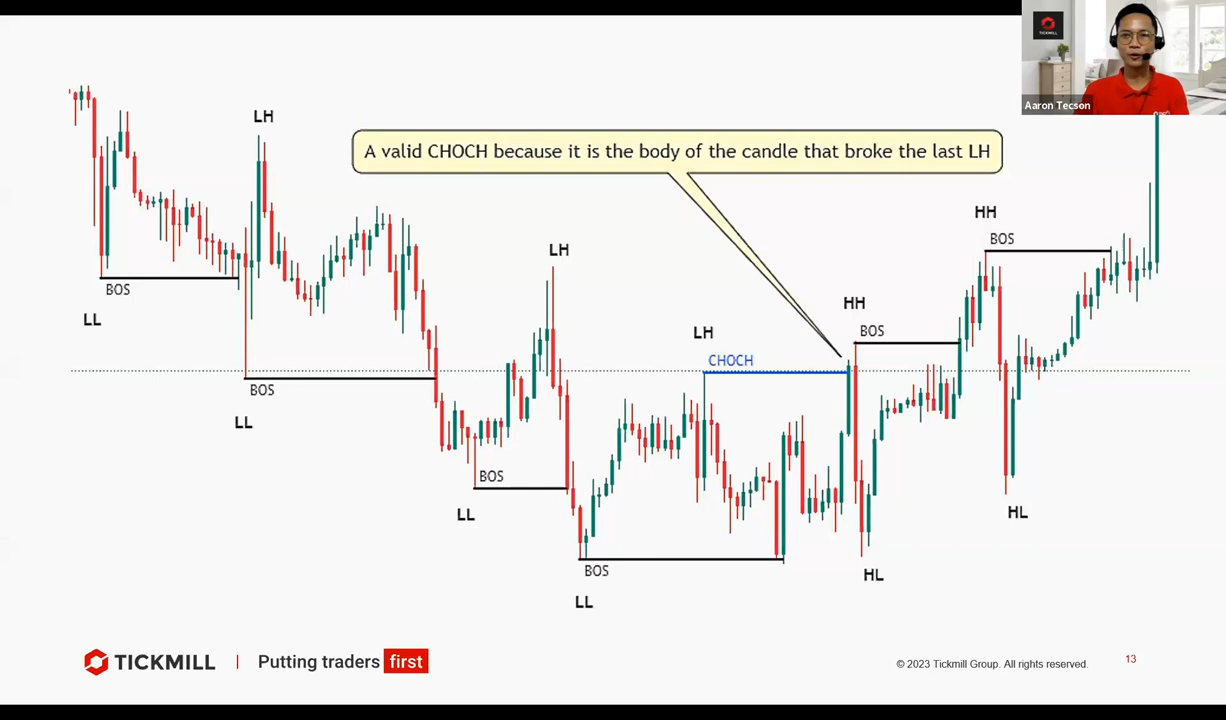 TICKMILL
Aaron Tecson
LH
A valid CHOCH because it is the body of the candle that broke the last LH
HH
BOS
LH
BOS
LL
HH
BOS
LH
CHOCH
BOS
LL
BOS
LL
HL
BOS
HL
LL
TICKMILL | Putting traders first
© 2023 Tickmill Group. All rights reserved.
13